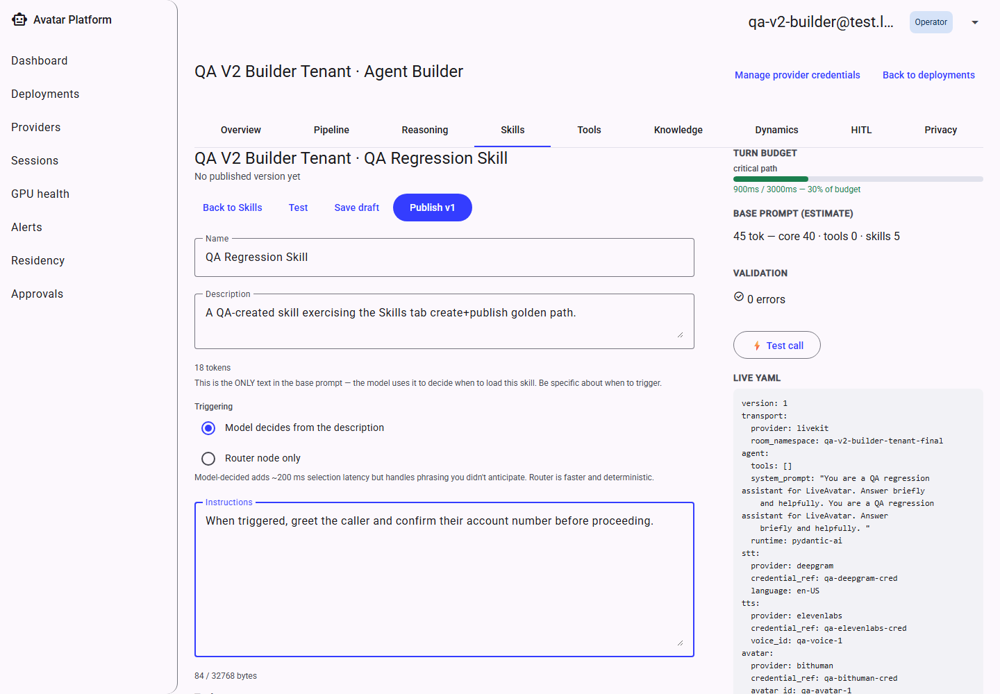 Avatar Platform
Dashboard
Deployments
Providers
Sessions
GPU health
Alerts
Residency
Approvals
qa-v2-builder@test.l...
Operator
QA V2 Builder Tenant · Agent Builder
Manage provider credentials
Back to deployments
Overview
Pipeline
Reasoning
Skills
Tools
Knowledge
Dynamics
HITL
Privacy
QA V2 Builder Tenant · QA Regression Skill
No published version yet
Back to Skills
Test
Save draft
Publish v1
Name
QA Regression Skill
Description
A QA-created skill exercising the Skills tab create+publish golden path.
18 tokens
This is the ONLY text in the base prompt — the model uses it to decide when to load this skill. Be specific about when to trigger.
Triggering
Model decides from the description
Router node only
Model-decided adds ~200 ms selection latency but handles phrasing you didn't anticipate. Router is faster and deterministic.
Instructions
When triggered, greet the caller and confirm their account number before proceeding.
84 / 32768 bytes
TURN BUDGET
critical path
900ms / 3000ms — 30% of budget
BASE PROMPT (ESTIMATE)
45 tok — core 40 · tools 0 · skills 5
VALIDATION
0 errors
Test call
LIVE YAML
version: 1
transport:
  provider: livekit
  room_namespace: qa-v2-builder-tenant-final
agent:
  tools: []
  system_prompt: "You are a QA regression
assistant for LiveAvatar. Answer briefly
    and helpfully. You are a QA regression
assistant for LiveAvatar. Answer
    briefly and helpfully. "
  runtime: pydantic-ai
stt:
  provider: deepgram
  credential_ref: qa-deepgram-cred
  language: en-US
tts:
  provider: elevenlabs
  credential_ref: qa-elevenlabs-cred
  voice_id: qa-voice-1
avatar:
  provider: bithuman
  credential_ref: qa-bithuman-cred
  avatar_id: qa-avatar-1